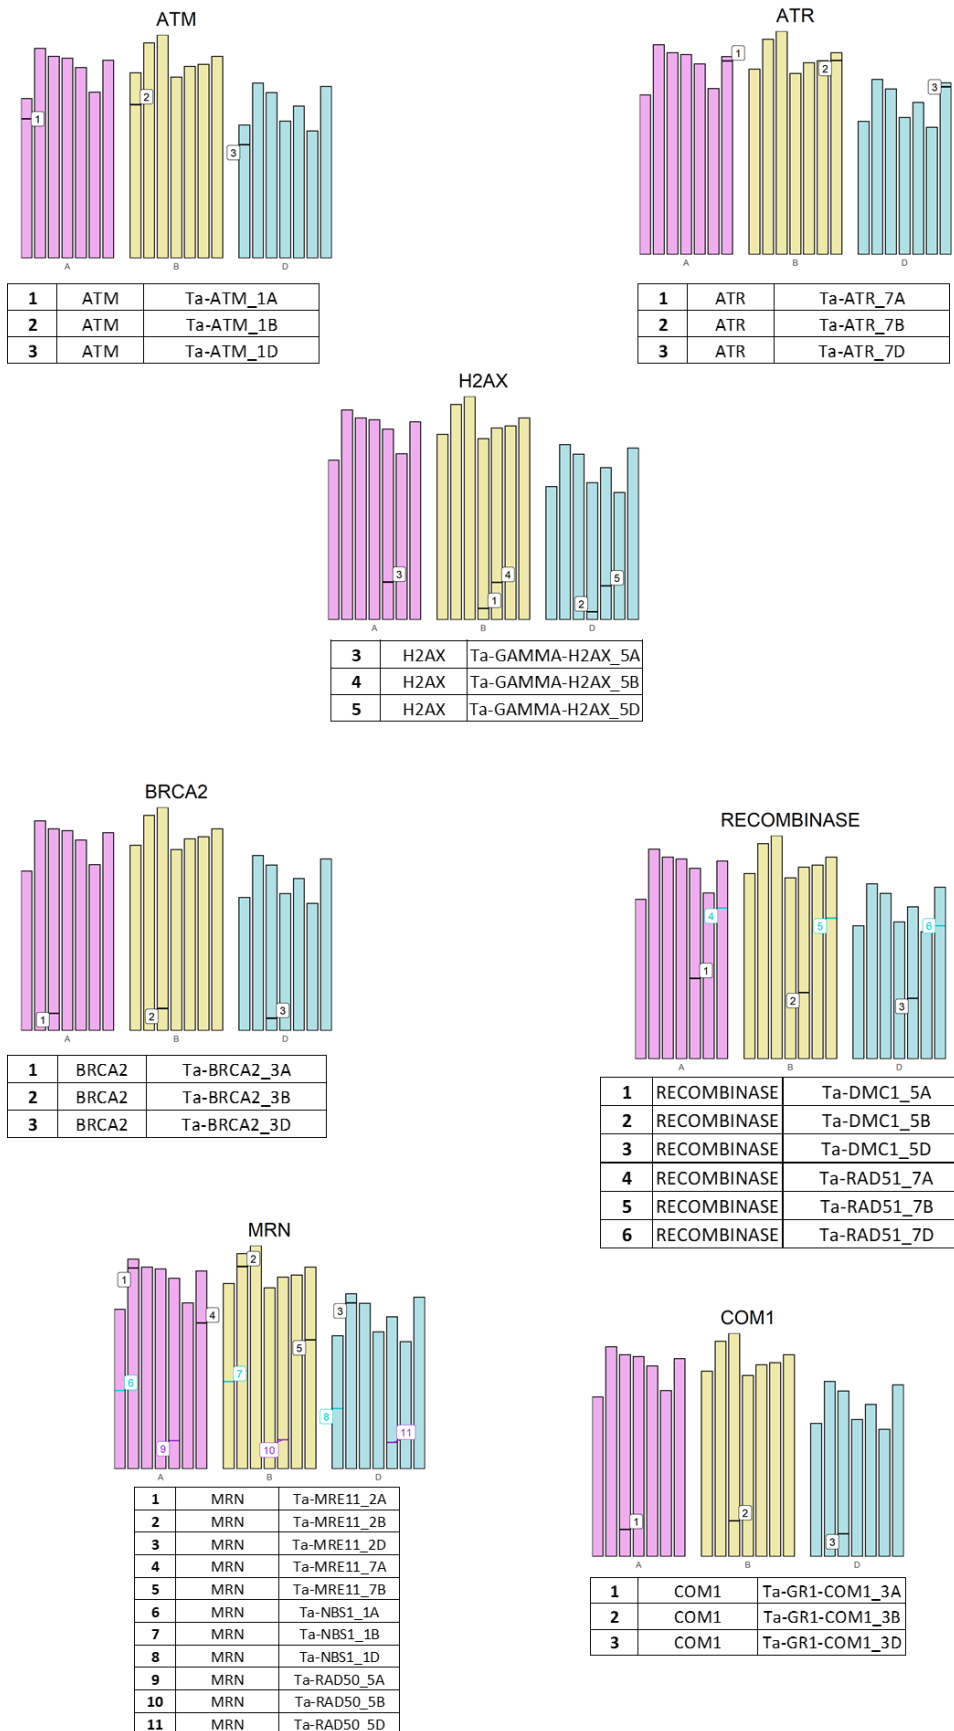 ATM
1
2
3
A
B
D
1 ATM Ta-ATM_1A
2 ATM Ta-ATM_1B
3 ATM Ta-ATM_1D
ATR
1
2
3
A
B
D
1 ATR Ta-ATR_7A
2 ATR Ta-ATR_7B
3 ATR Ta-ATR_7D
H2AX
3
4
5
1
2
A
B
D
3 H2AX Ta-GAMMA-H2AX_5A
4 H2AX Ta-GAMMA-H2AX_5B
5 H2AX Ta-GAMMA-H2AX_5D
BRCA2
1
2
3
A
B
D
1 BRCA2 Ta-BRCA2_3A
2 BRCA2 Ta-BRCA2_3B
3 BRCA2 Ta-BRCA2_3D
RECOMBINASE
4
5
6
1
2
3
A
B
D
1 RECOMBINASE Ta-DMC1_5A
2 RECOMBINASE Ta-DMC1_5B
3 RECOMBINASE Ta-DMC1_5D
4 RECOMBINASE Ta-RAD51_7A
5 RECOMBINASE Ta-RAD51_7B
6 RECOMBINASE Ta-RAD51_7D
MRN
1
2
3
4
5
6
7
8
9
10
11
A
B
D
1 MRN Ta-MRE11_2A
2 MRN Ta-MRE11_2B
3 MRN Ta-MRE11_2D
4 MRN Ta-MRE11_7A
5 MRN Ta-MRE11_7B
6 MRN Ta-NBS1_1A
7 MRN Ta-NBS1_1B
8 MRN Ta-NBS1_1D
9 MRN Ta-RAD50_5A
10 MRN Ta-RAD50_5B
11 MRN Ta-RAD50_5D
COM1
1
2
3
A
B
D
1 COM1 Ta-GR1-COM1_3A
2 COM1 Ta-GR1-COM1_3B
3 COM1 Ta-GR1-COM1_3D